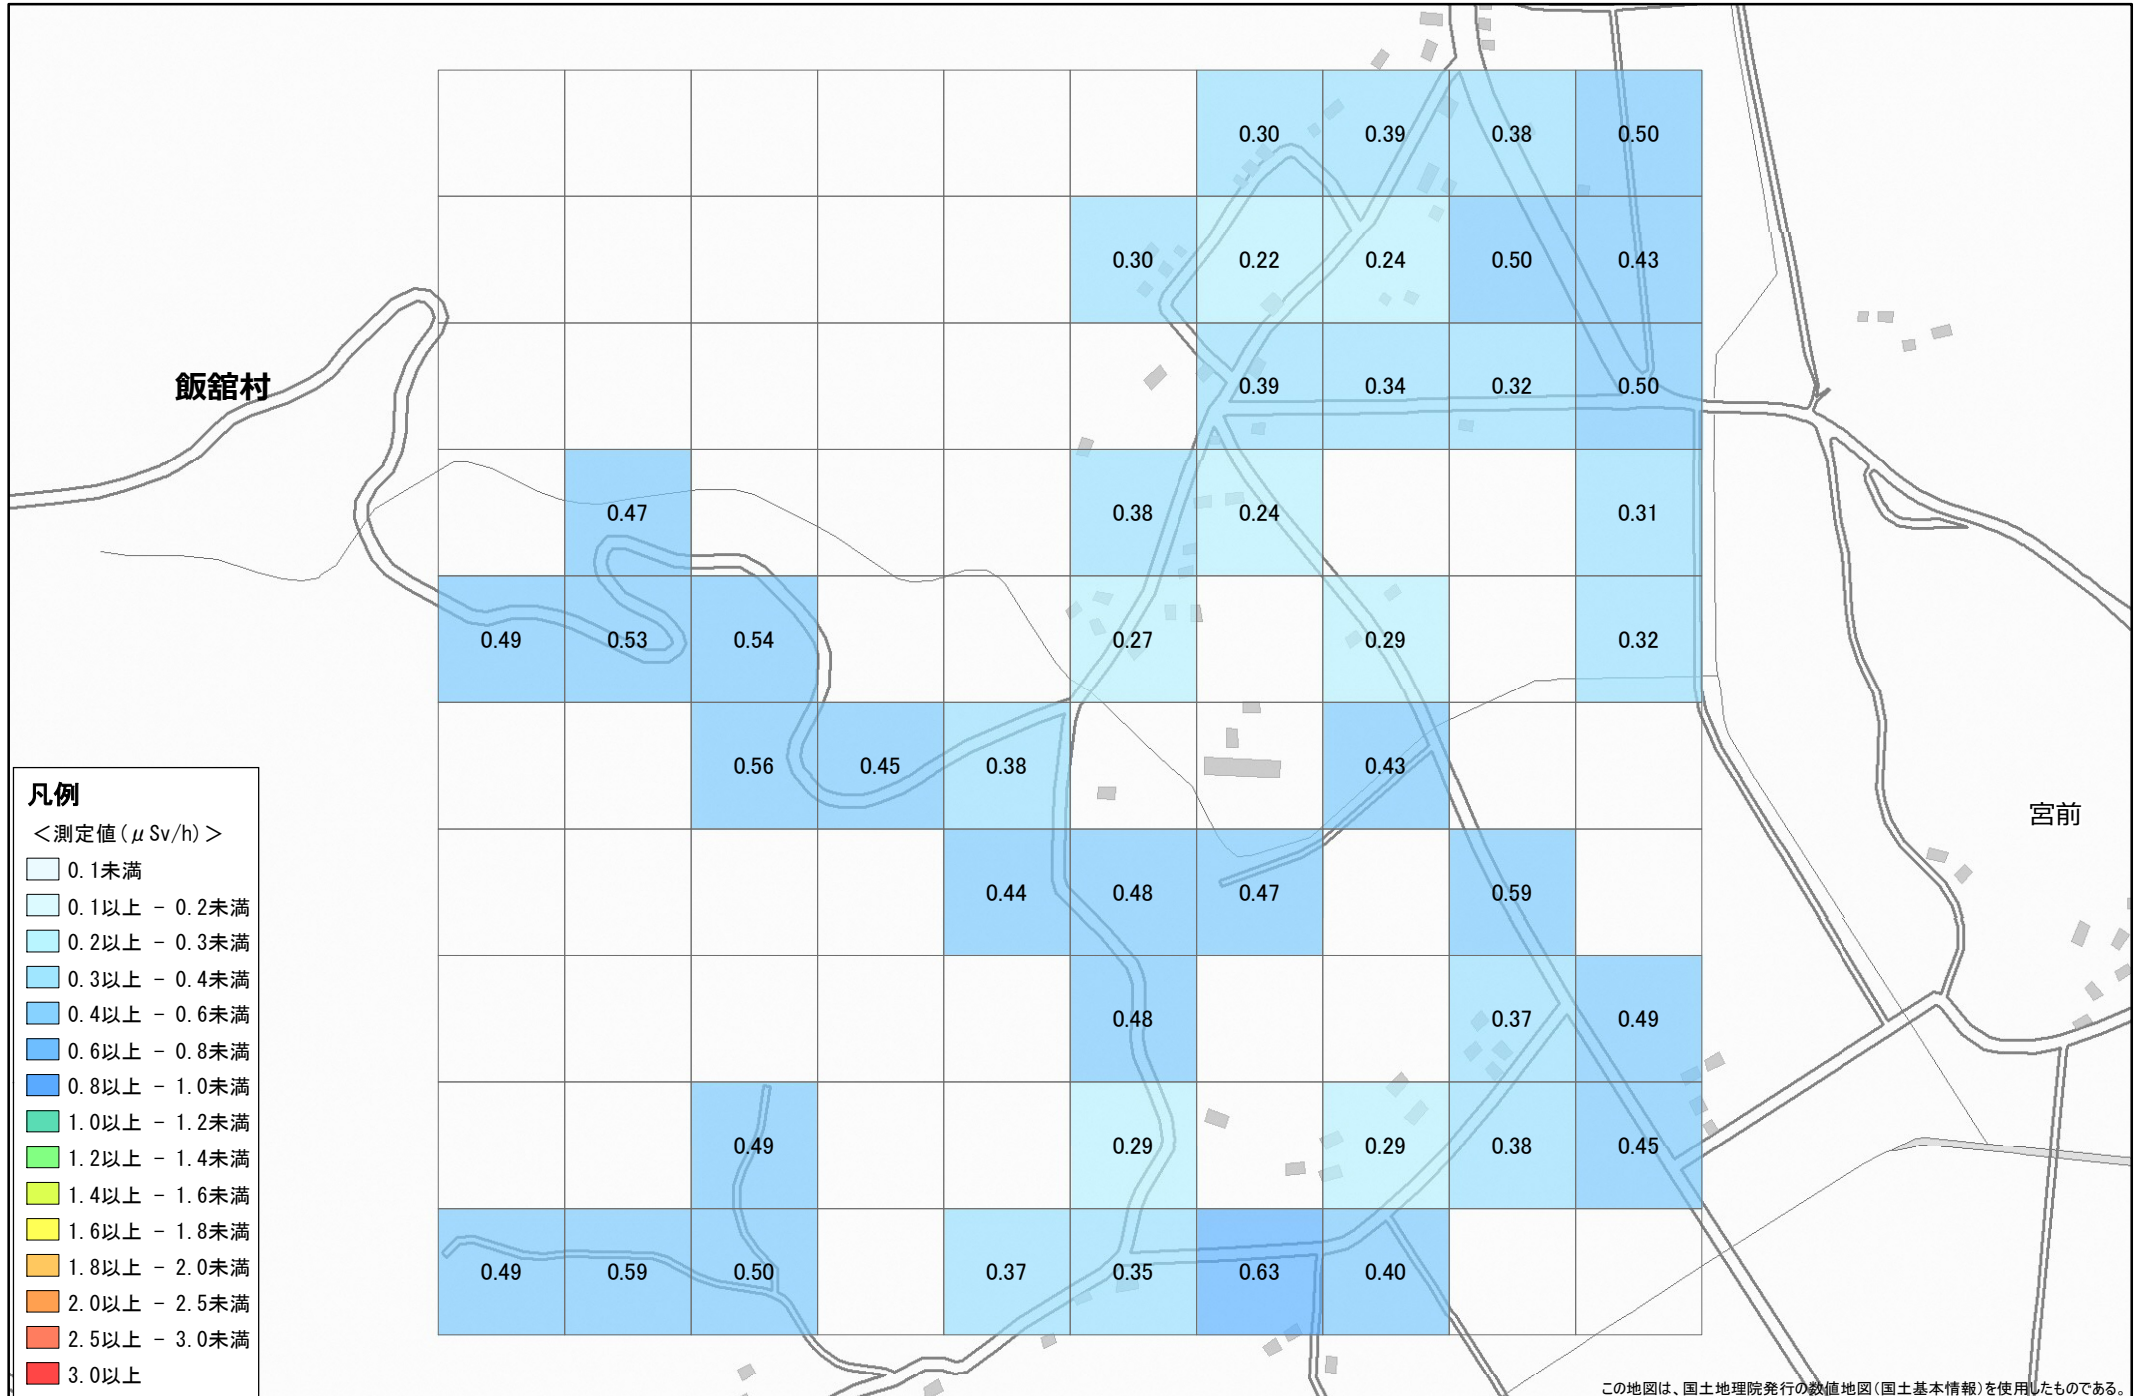 0.30 0.39 0.38 0.50
0.30 0.22 0.24 0.50 0.43
飯舘村
0.39 0.34 0.32 0.50
0.47 0.38 0.24 0.31
0.49 0.53 0.54 0.27 0.29 0.32
0.56 0.45 0.38 0.43
宮前
0.44 0.48 0.47 0.59
0.48 0.37 0.49
0.49 0.29 0.29 0.38 0.45
0.49 0.59 0.50 0.37 0.35 0.63 0.40
凡例
＜測定値(μSv/h)＞
0.1未満
0.1以上 － 0.2未満
0.2以上 － 0.3未満
0.3以上 － 0.4未満
0.4以上 － 0.6未満
0.6以上 － 0.8未満
0.8以上 － 1.0未満
1.0以上 － 1.2未満
1.2以上 － 1.4未満
1.4以上 － 1.6未満
1.6以上 － 1.8未満
1.8以上 － 2.0未満
2.0以上 － 2.5未満
2.5以上 － 3.0未満
3.0以上
この地図は、国土地理院発行の数値地図(国土基本情報)を使用したものである。